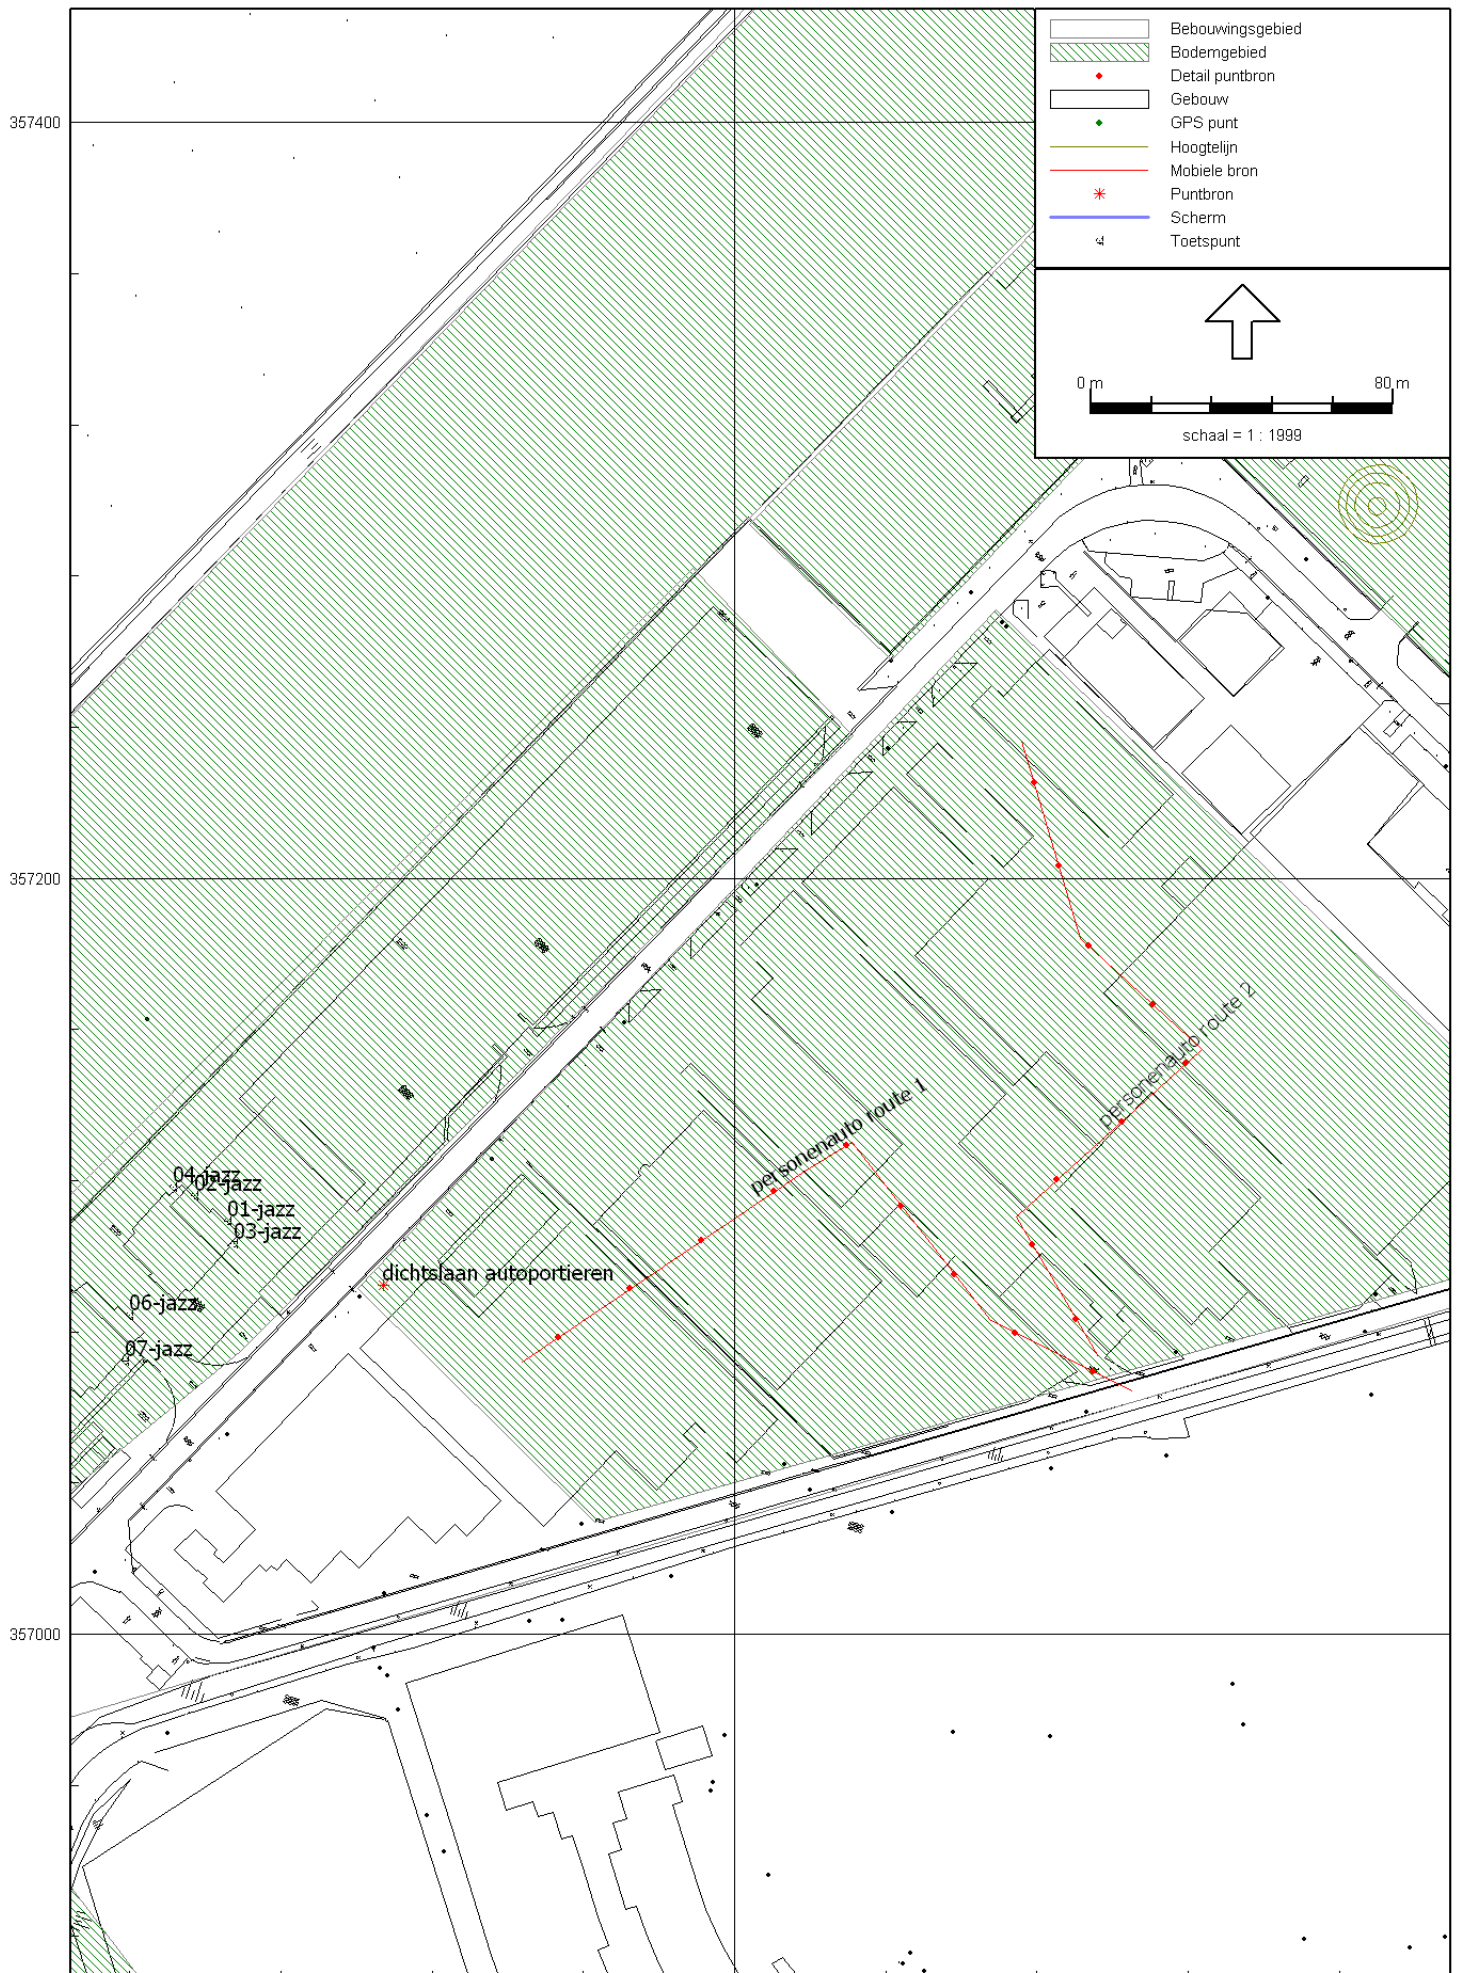 Bebouwingsgebied
Bodemgebied
Detail puntbron
357400
Gebouw
GPS punt
Hoogtelijn
Mobiele bron
Puntbron
Scherm
Toetspunt
0 m
80 m
schaal = 1 : 1999
357200
personenauto route 2
personenauto route 1
04-jazz
02-jazz
01-jazz
03-jazz
dichtslaan autoportieren
06-jazz
07-jazz
357000